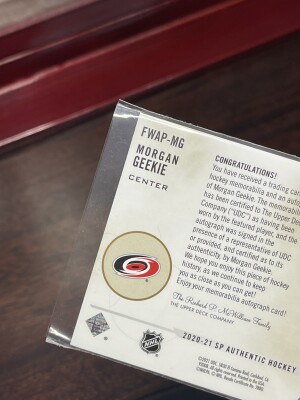 FWAP-MG
MORGAN
GEEKIE
CENTER
CONGRATULATIONS!
You have received a trading card
hockey memorabilia and an autog
of Morgan Geekie. The memorabilia
has been certified to The Upper Deck
Company ("UDC") as having been
worn by the featured player, and the
autograph was signed in the
presence of a representative of UDC
or provided, and certified as to its
authenticity, by Morgan Geekie.
We hope you enjoy this piece of hockey
history, as we continue to keep
you as close as you can get!
Enjoy your memorabilia autograph card!
The Richard P. McWilliam Family
THE UPPER DECK COMPANY
NHL
2020-21 SP AUTHENTIC HOCKEY